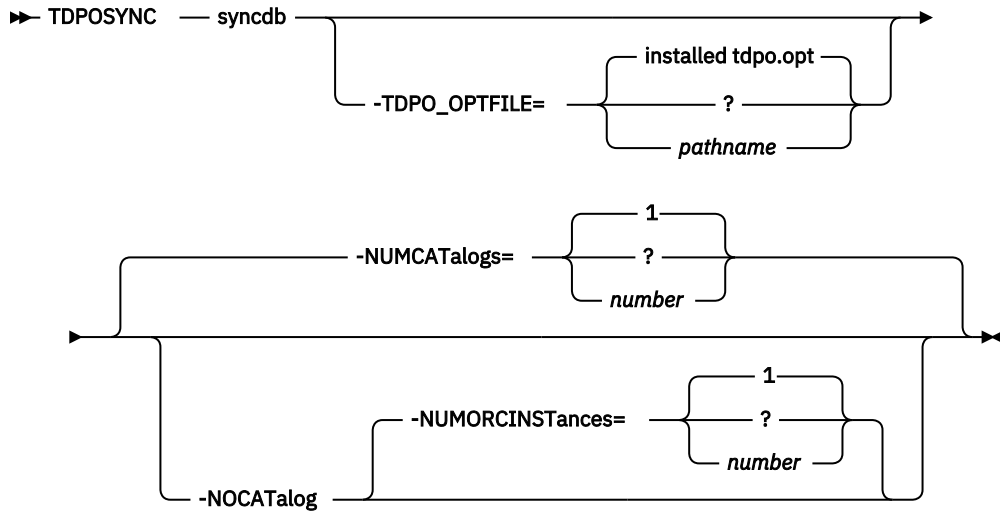 TDPOSYNC syncdb
installed tdpo.opt
-TDPO_OPTFILE= ?
pathname
1
-NUMCATalogs= ?
number
1
-NUMORCINSTances= ?
number
-NOCATalog